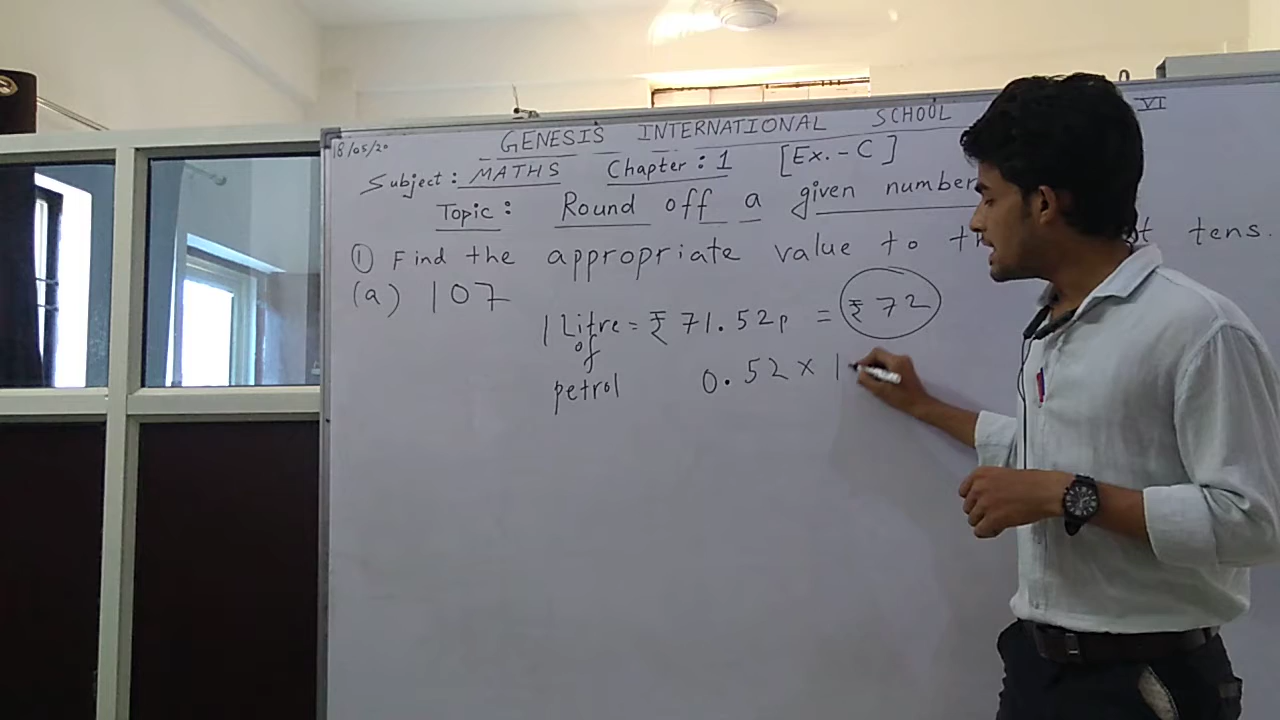 18/05/20
GENESIS INTERNATIONAL SCHOOL
VI
Subject: MATHS Chapter: 1 [Ex.-C]
Topic: Round off a given number
① Find the appropriate value to tens.
(a) 107
1 Litre = ₹ 71.52p = ₹ 72
of
petrol 0.52 × 1